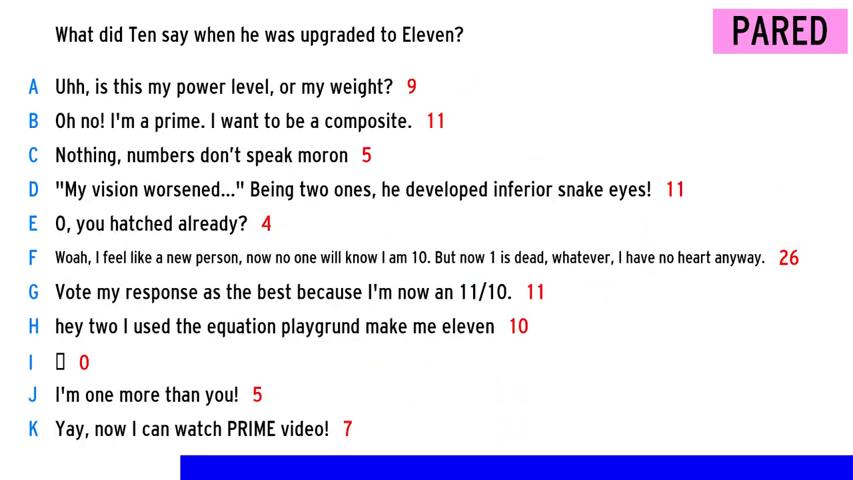 What did Ten say when he was upgraded to Eleven?
PARED
A Uhh, is this my power level, or my weight? 9
B Oh no! I'm a prime. I want to be a composite. 11
C Nothing, numbers don’t speak moron 5
D "My vision worsened..." Being two ones, he developed inferior snake eyes! 11
E O, you hatched already? 4
F Woah, I feel like a new person, now no one will know I am 10. But now 1 is dead, whatever, I have no heart anyway. 26
G Vote my response as the best because I'm now an 11/10. 11
H hey two I used the equation playgrund make me eleven 10
I 0
J I'm one more than you! 5
K Yay, now I can watch PRIME video! 7